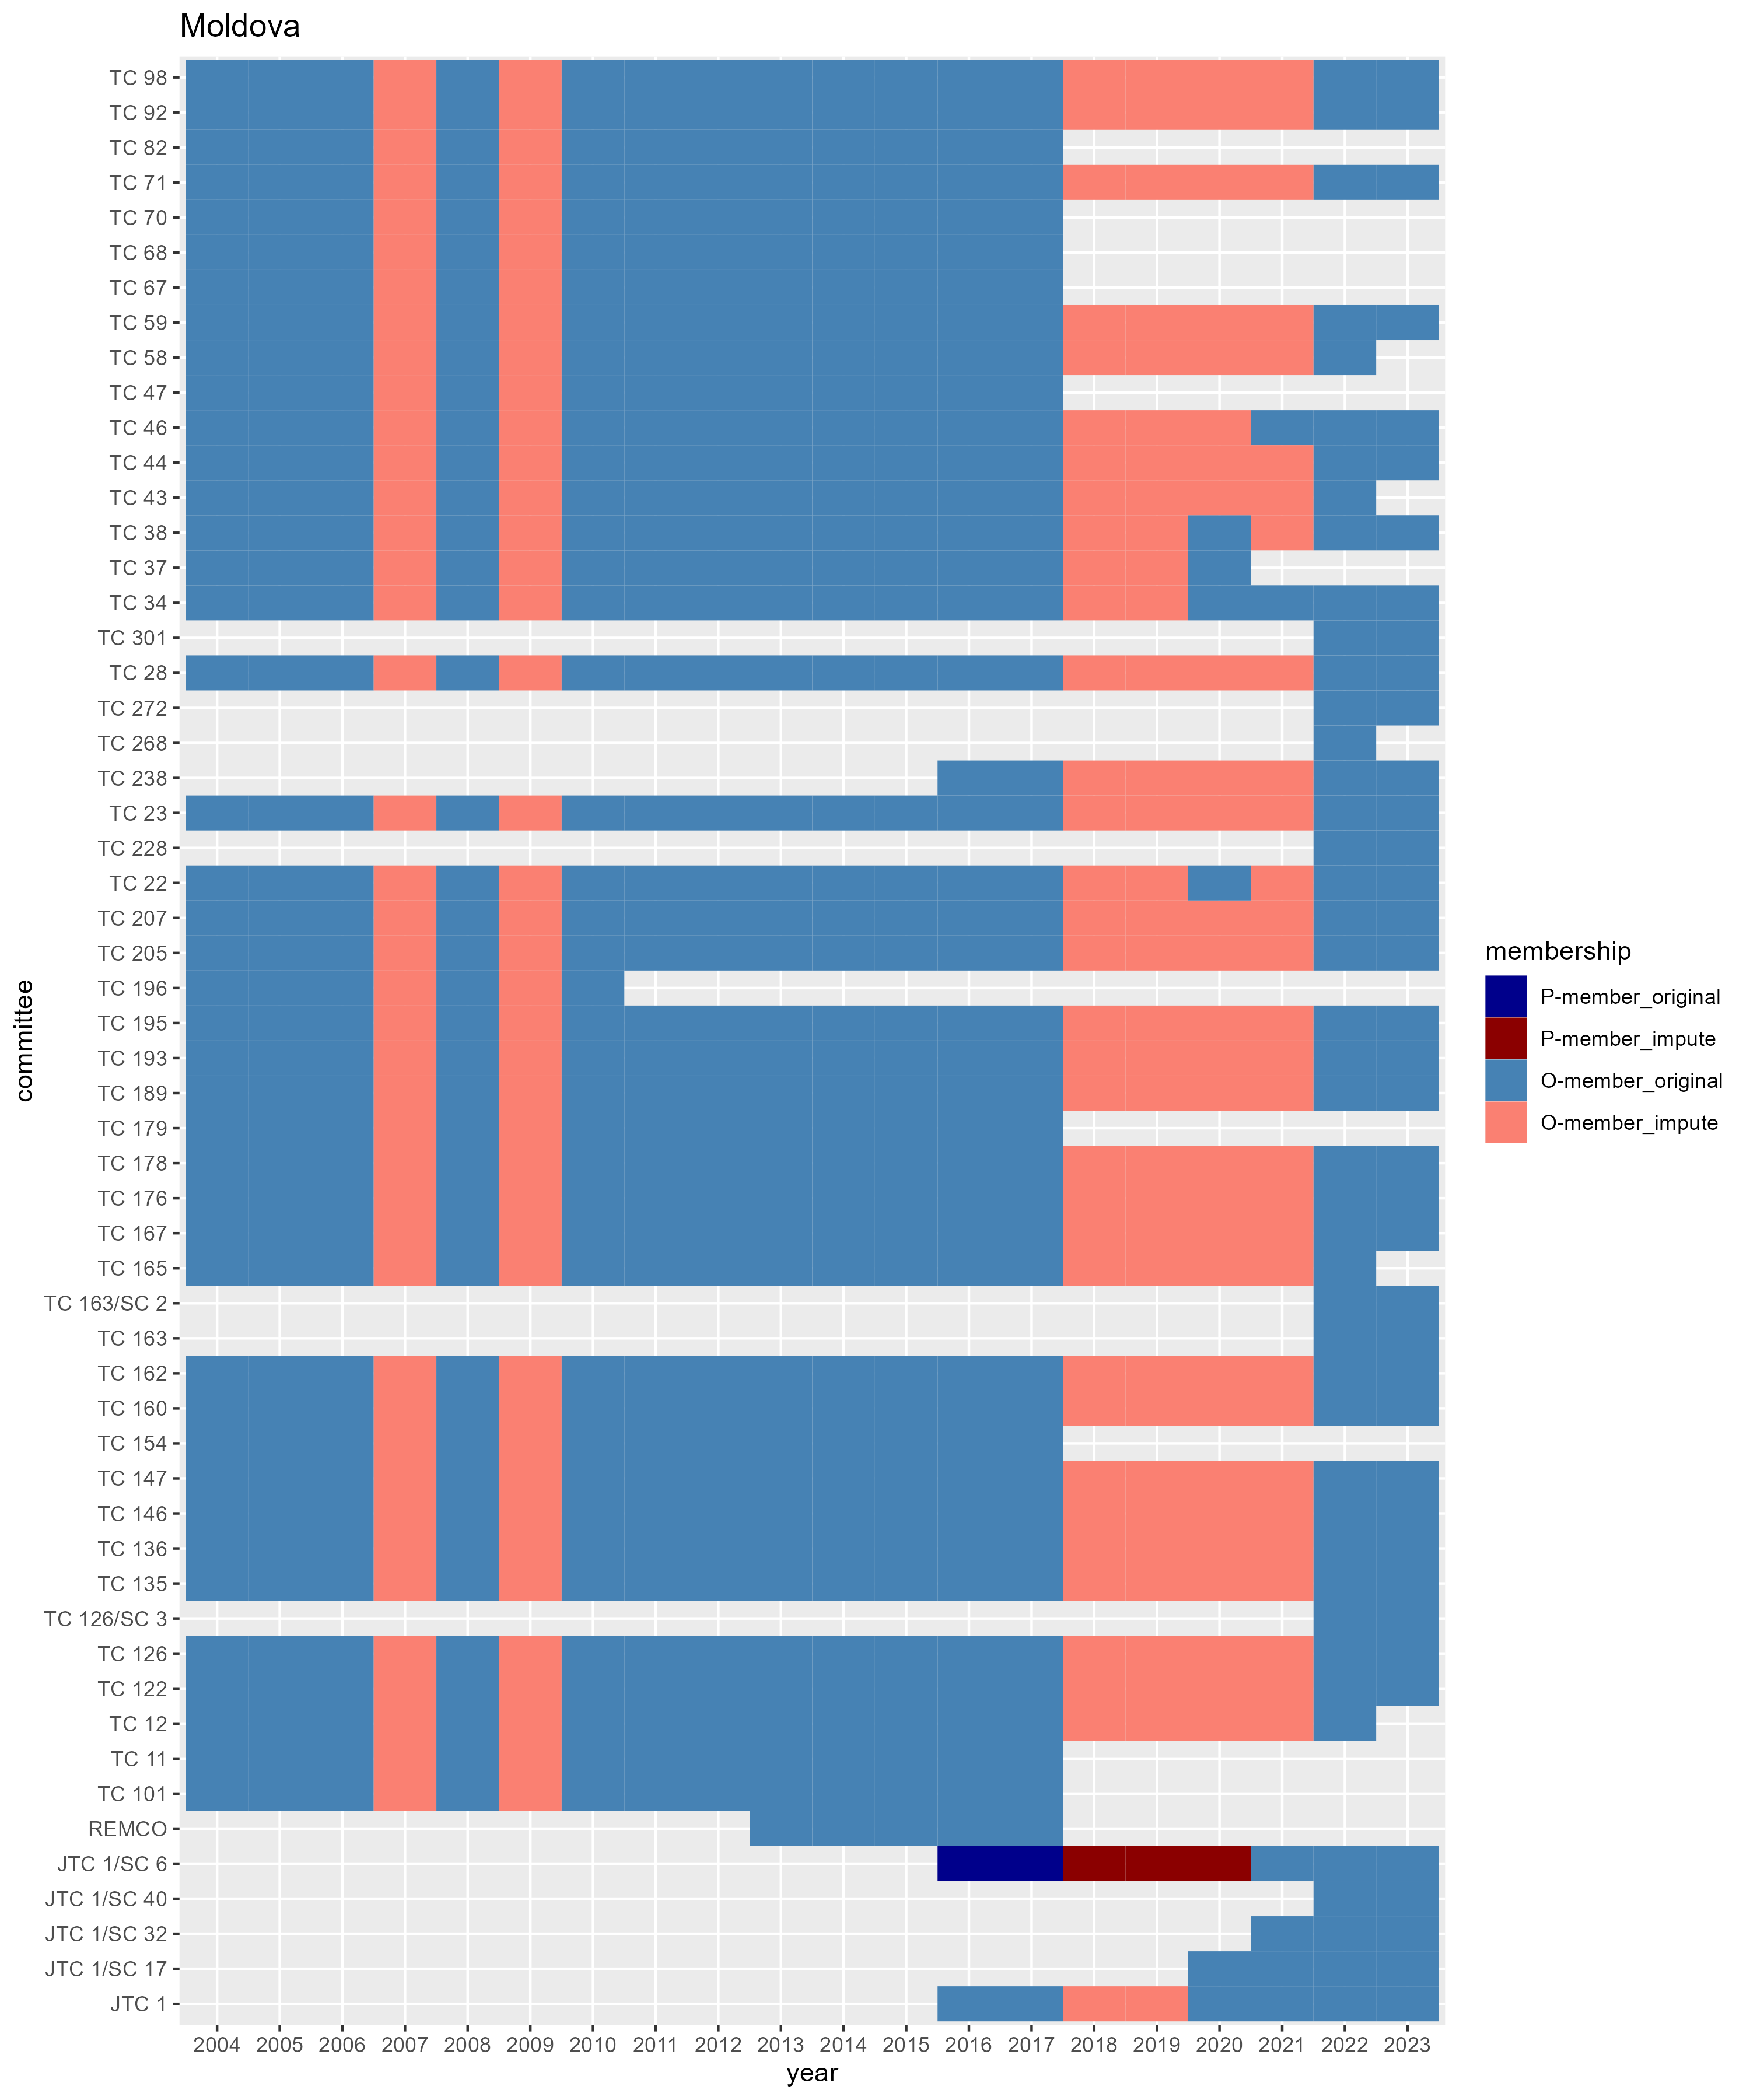 Moldova
TC 98
TC 92
TC 82
TC 71
TC 70
TC 68
TC 67
TC 59
TC 58
TC 47
TC 46
TC 44
TC 43
TC 38
TC 37
TC 34
TC 301
TC 28
TC 272
TC 268
TC 238
TC 23
TC 228
TC 22
TC 207
TC 205
TC 196
TC 195
TC 193
TC 189
TC 179
TC 178
TC 176
TC 167
TC 165
TC 163/SC 2
TC 163
TC 162
TC 160
TC 154
TC 147
TC 146
TC 136
TC 135
TC 126/SC 3
TC 126
TC 122
TC 12
TC 11
TC 101
REMCO
JTC 1/SC 6
JTC 1/SC 40
JTC 1/SC 32
JTC 1/SC 17
JTC 1
committee
2004 2005 2006 2007 2008 2009 2010 2011 2012 2013 2014 2015 2016 2017 2018 2019 2020 2021 2022 2023
year
membership
P-member_original
P-member_impute
O-member_original
O-member_impute